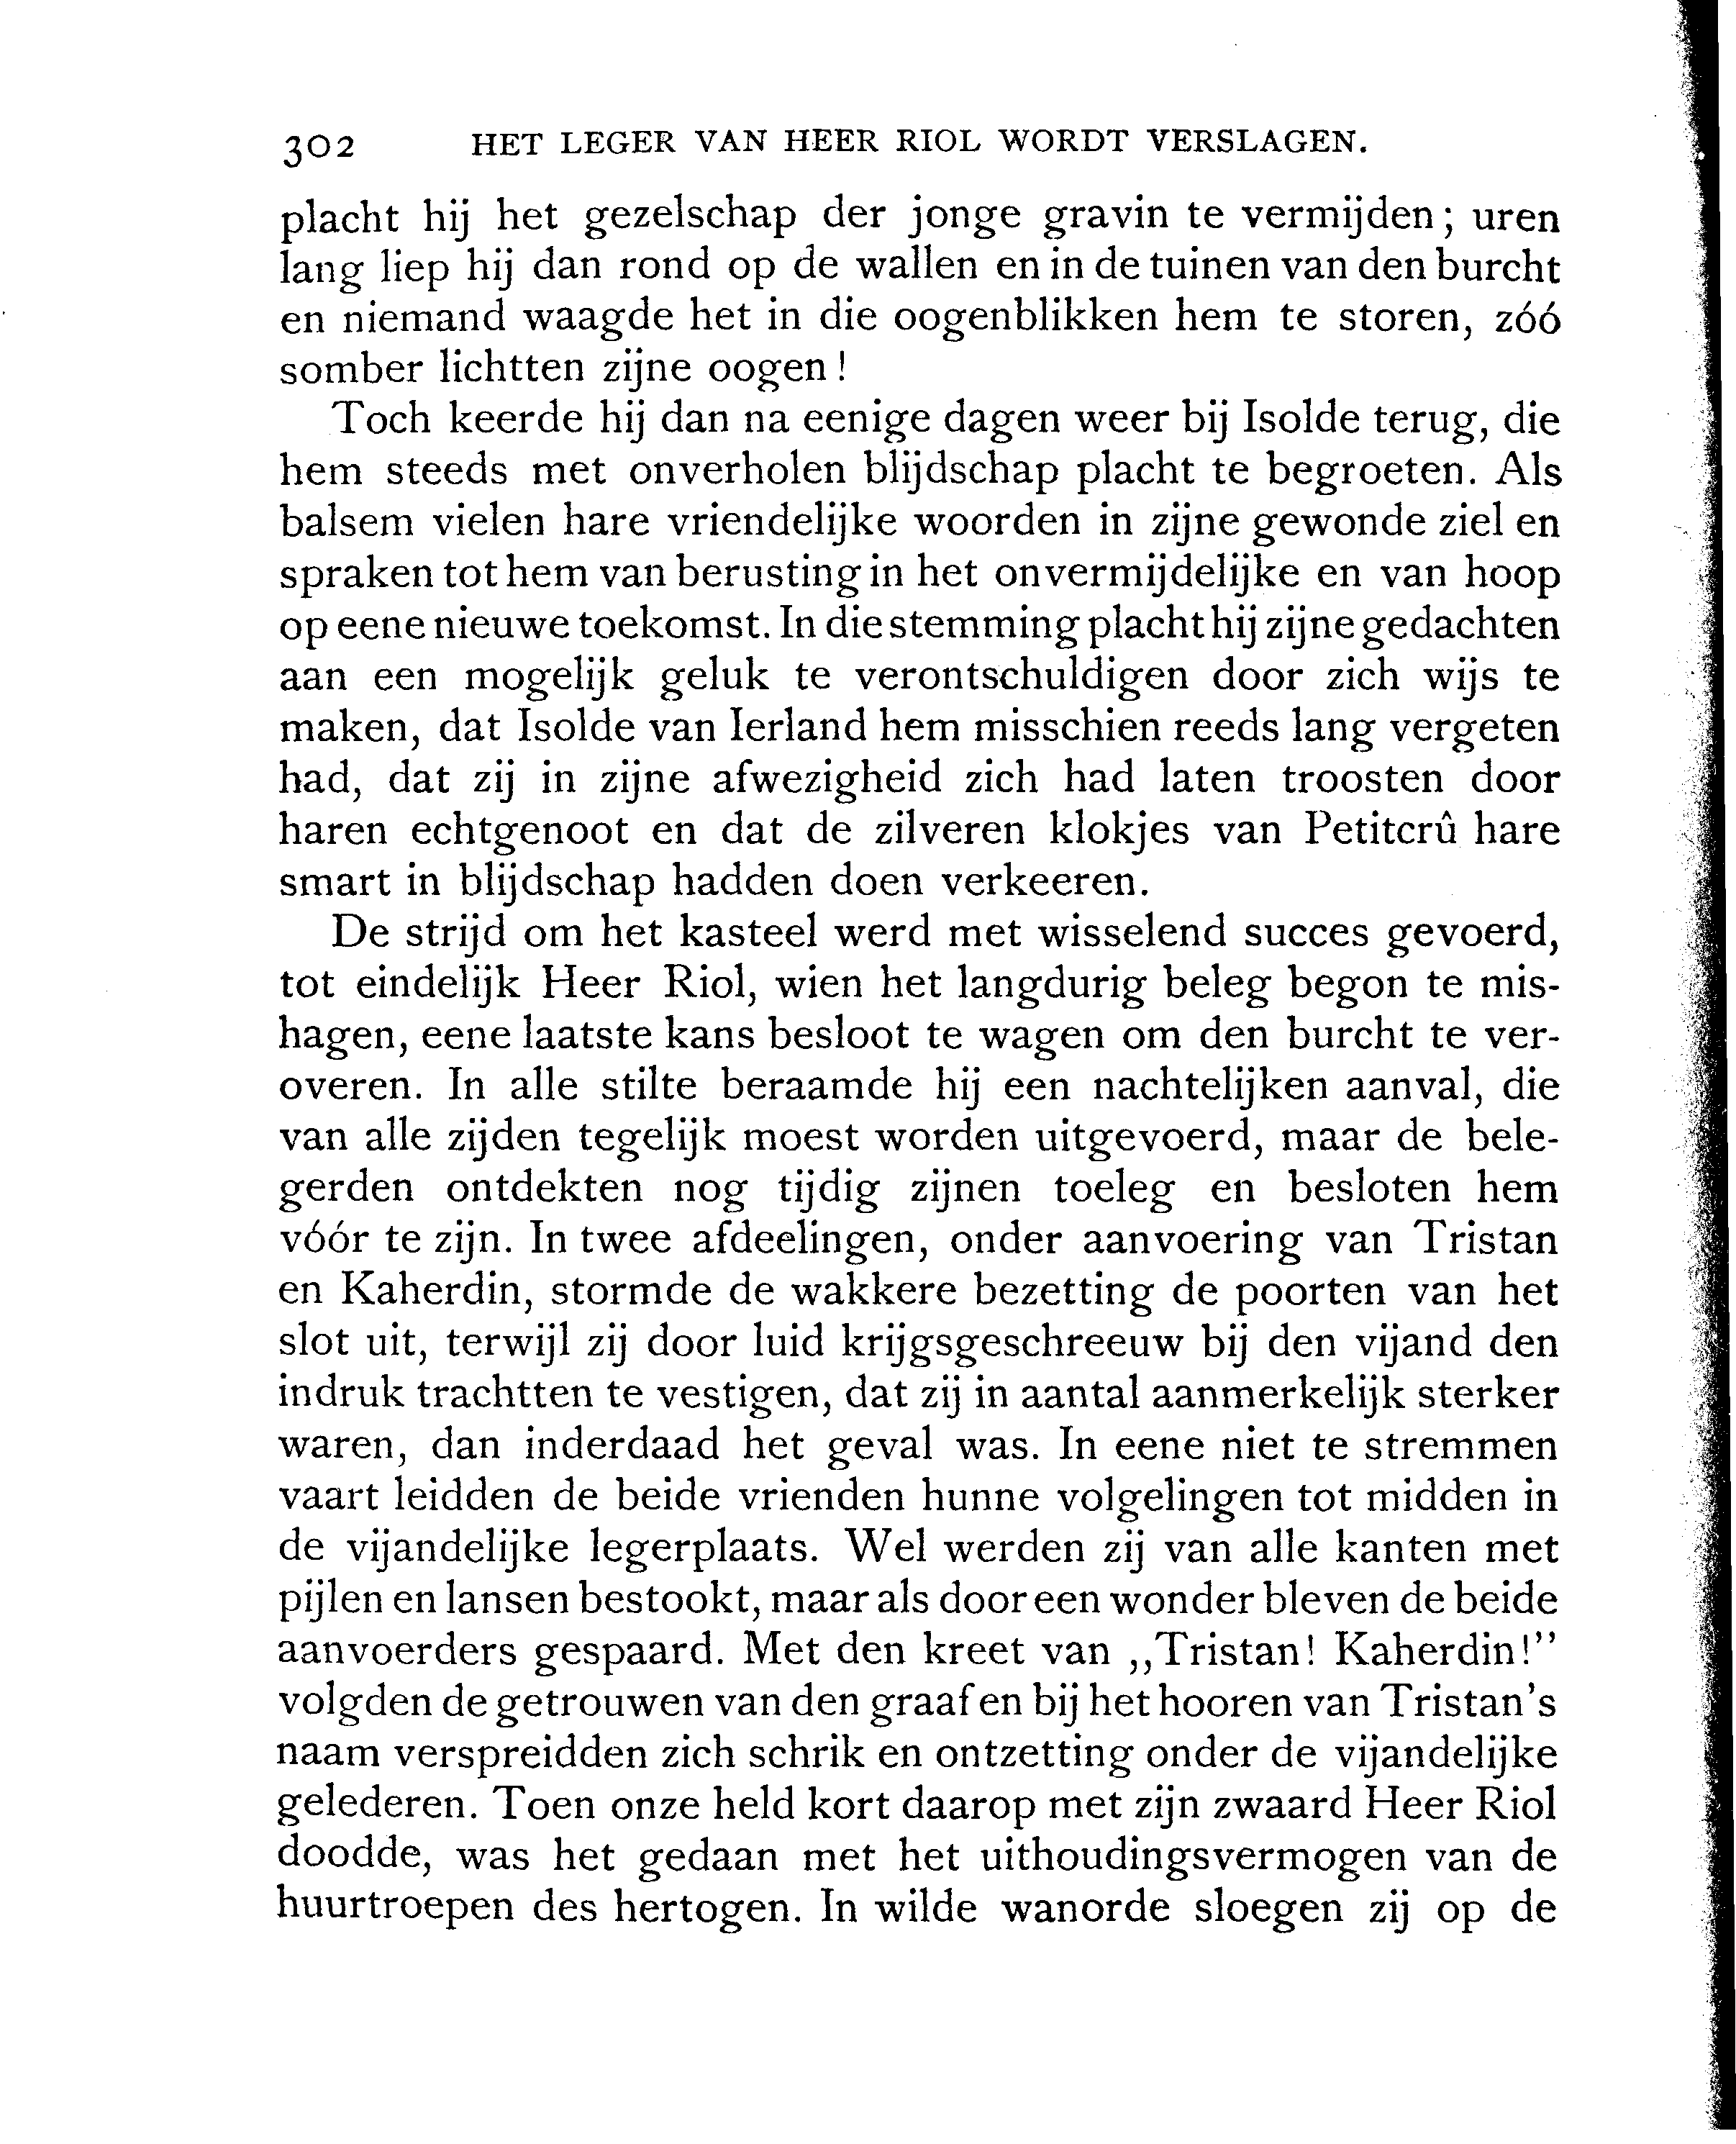 302 HET LEGER VAN HEER RIOL WORDT VERSLAGEN.
placht hij het gezelschap der jonge gravin te vermijden; uren
lang liep hij dan rond op de wallen en in de tuinen van den burcht
en niemand waagde het in die oogenblikken hem te storen, zóó
somber lichtten zijne oogen!
Toch keerde hij dan na eenige dagen weer bij Isolde terug, die
hem steeds met onverholen blijdschap placht te begroeten. Als
balsem vielen hare vriendelijke woorden in zijne gewonde ziel en
spraken tot hem van berusting in het onvermijdelijke en van hoop
op eene nieuwe toekomst. In die stemming placht hij zijne gedachten
aan een mogelijk geluk te verontschuldigen door zich wijs te
maken, dat Isolde van Ierland hem misschien reeds lang vergeten
had, dat zij in zijne afwezigheid zich had laten troosten door
haren echtgenoot en dat de zilveren klokjes van Petitcrû hare
smart in blijdschap hadden doen verkeeren.
De strijd om het kasteel werd met wisselend succes gevoerd,
tot eindelijk Heer Riol, wien het langdurig beleg begon te mis-
hagen, eene laatste kans besloot te wagen om den burcht te ver-
overen. In alle stilte beraamde hij een nachtelijken aanval, die
van alle zijden tegelijk moest worden uitgevoerd, maar de bele-
gerden ontdekten nog tijdig zijnen toeleg en besloten hem
vóór te zijn. In twee afdeelingen, onder aanvoering van Tristan
en Kaherdin, stormde de wakkere bezetting de poorten van het
slot uit, terwijl zij door luid krijgsgeschreeuw bij den vijand den
indruk trachtten te vestigen, dat zij in aantal aanmerkelijk sterker
waren, dan inderdaad het geval was. In eene niet te stremmen
vaart leidden de beide vrienden hunne volgelingen tot midden in
de vijandelijke legerplaats. Wel werden zij van alle kanten met
pijlen en lansen bestookt, maar als door een wonder bleven de beide
aanvoerders gespaard. Met den kreet van ,,Tristan! Kaherdin!''
volgden de getrouwen van den graaf en bij het hooren van Tristan's
naam verspreidden zich schrik en ontzetting onder de vijandelijke
gelederen. Toen onze held kort daarop met zijn zwaard Heer Riol
doodde, was het gedaan met het uithoudingsvermogen van de
huurtroepen des hertogen. In wilde wanorde sloegen zij op de